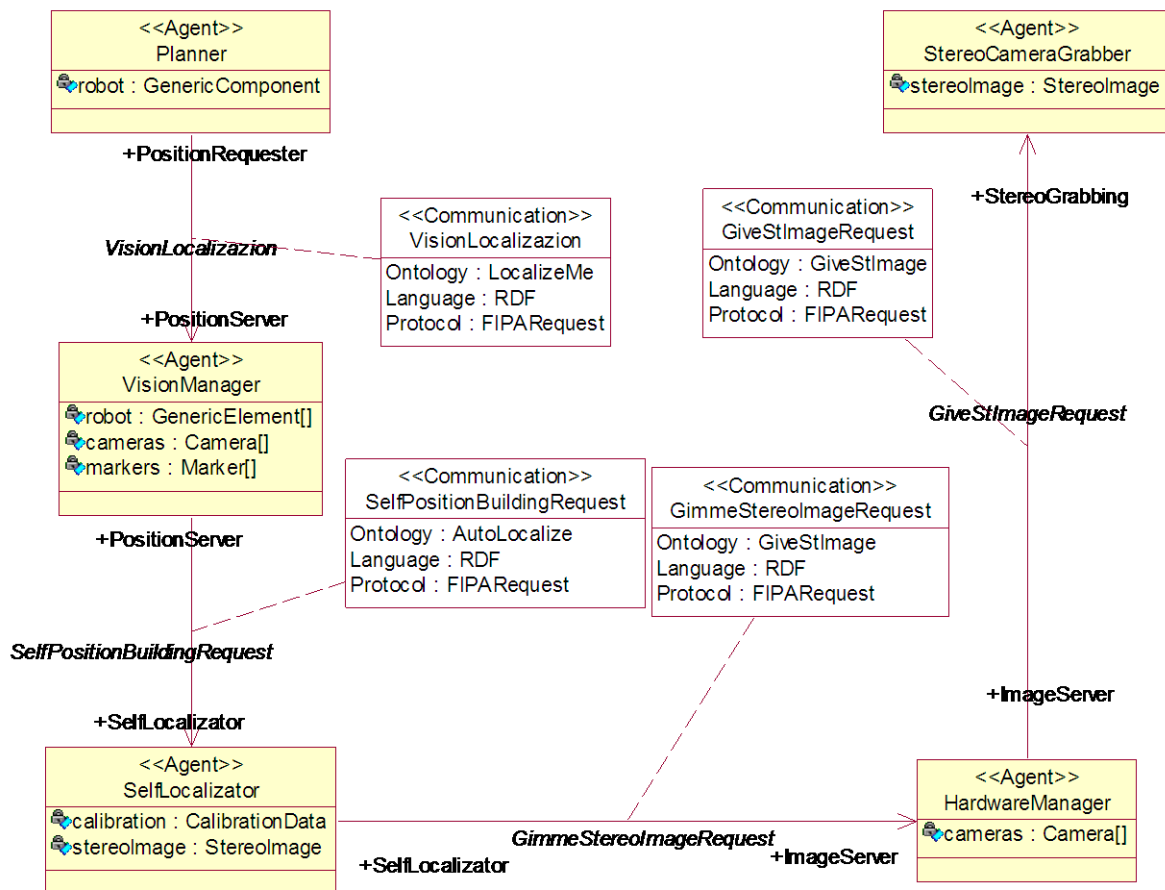 <<Agent>>
Planner
robot : GenericComponent
+PositionRequester
VisionLocalizazion
+PositionServer
<<Communication>>
VisionLocalizazion
Ontology : LocalizeMe
Language : RDF
Protocol : FIPARequest
<<Agent>>
StereoCameraGrabber
stereoImage : StereoImage
+StereoGrabbing
<<Communication>>
GiveStImageRequest
Ontology : GiveStImage
Language : RDF
Protocol : FIPARequest
GiveStImageRequest
<<Agent>>
VisionManager
robot : GenericElement[]
cameras : Camera[]
markers : Marker[]
+PositionServer
<<Communication>>
SelfPositionBuildingRequest
Ontology : AutoLocalize
Language : RDF
Protocol : FIPARequest
<<Communication>>
GimmeStereoImageRequest
Ontology : GiveStImage
Language : RDF
Protocol : FIPARequest
SelfPositionBuildingRequest
+SelfLocalizator
+ImageServer
<<Agent>>
SelfLocalizator
calibration : CalibrationData
stereoImage : StereoImage
+SelfLocalizator
GimmeStereoImageRequest
+ImageServer
<<Agent>>
HardwareManager
cameras : Camera[]